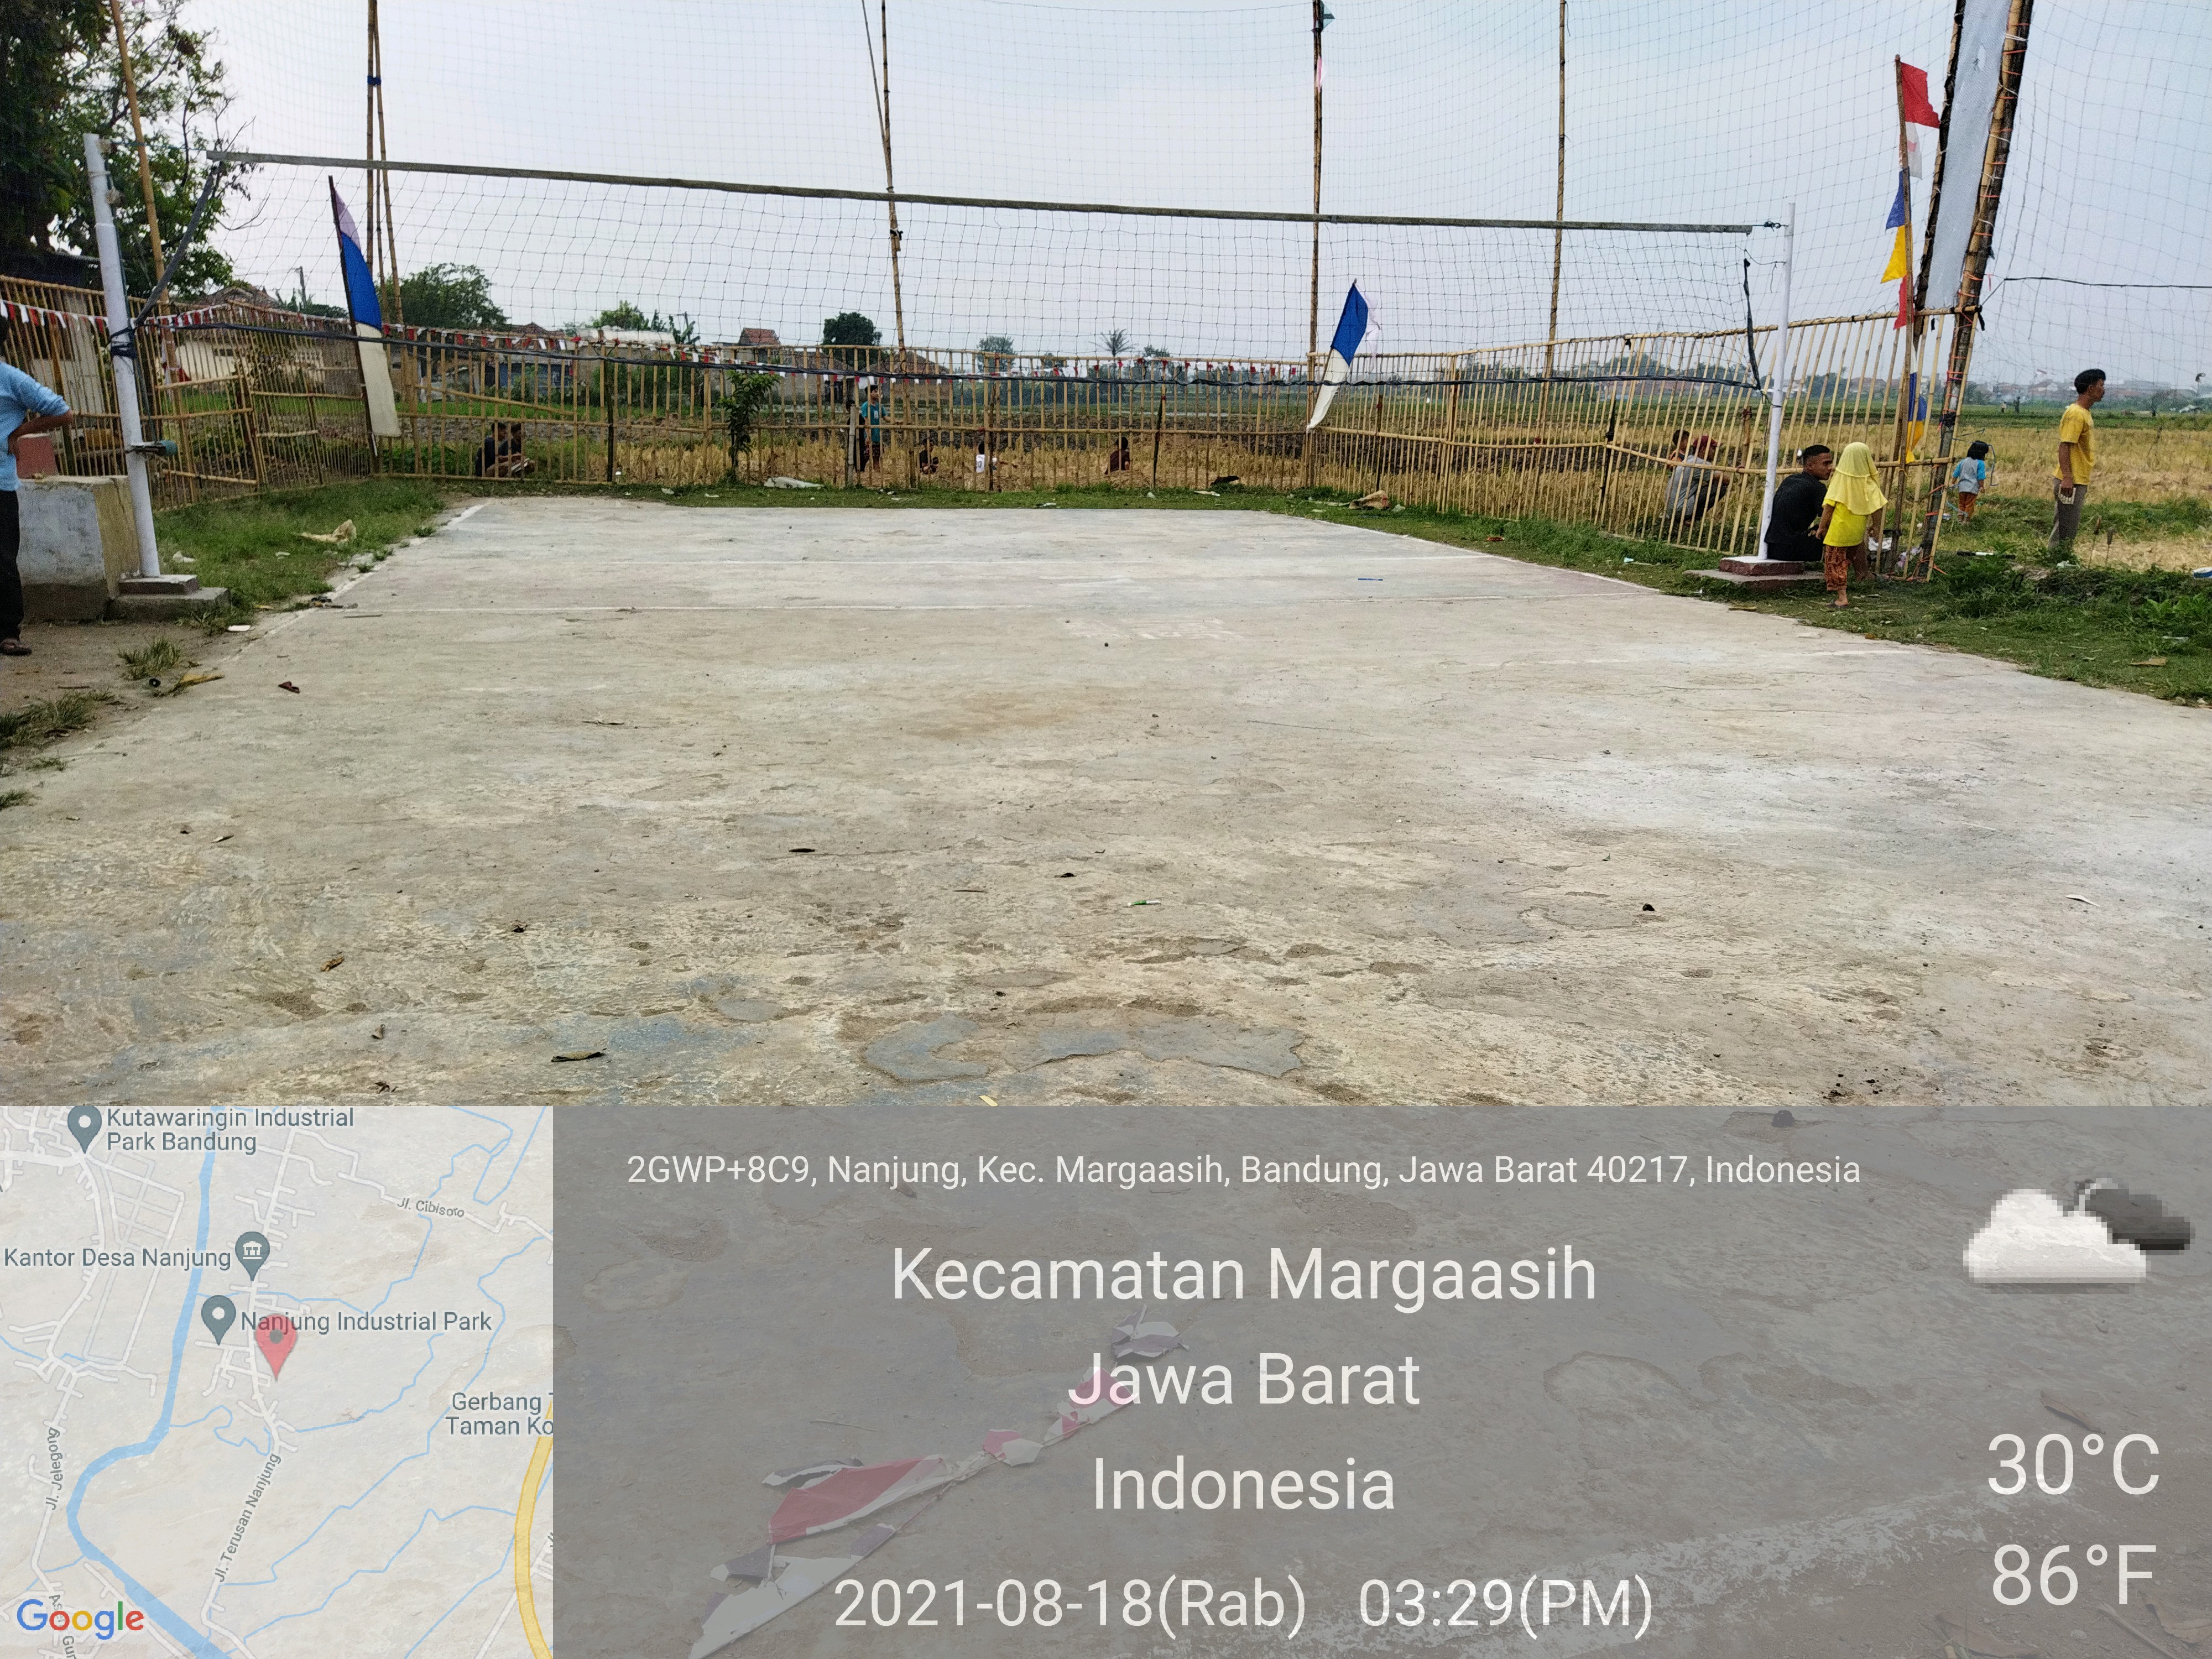 Kutawaringin Industrial
Park Bandung
Jl. Cibisoto
Kantor Desa Nanjung
Nanjung Industrial Park
Gerbang
Taman Ko
Jl. Jelegong
Jl. Terusan Nanjung
Google
2GWP+8C9, Nanjung, Kec. Margaasih, Bandung, Jawa Barat 40217, Indonesia
Kecamatan Margaasih
Jawa Barat
Indonesia
2021-08-18(Rab) 03:29(PM)
30°C
86°F